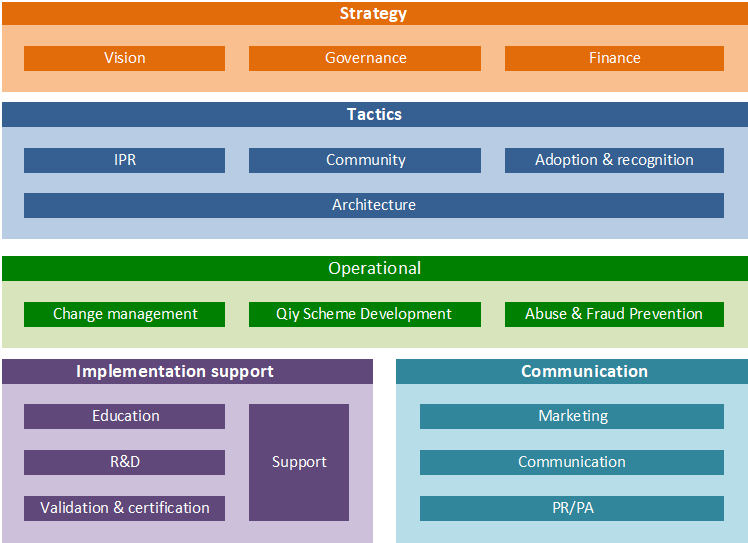 Strategy
Vision
Governance
Finance
Tactics
IPR
Community
Adoption & recognition
Architecture
Operational
Change management
Qiy Scheme Development
Abuse & Fraud Prevention
Implementation support
Education
R&D
Validation & certification
Support
Communication
Marketing
Communication
PR/PA